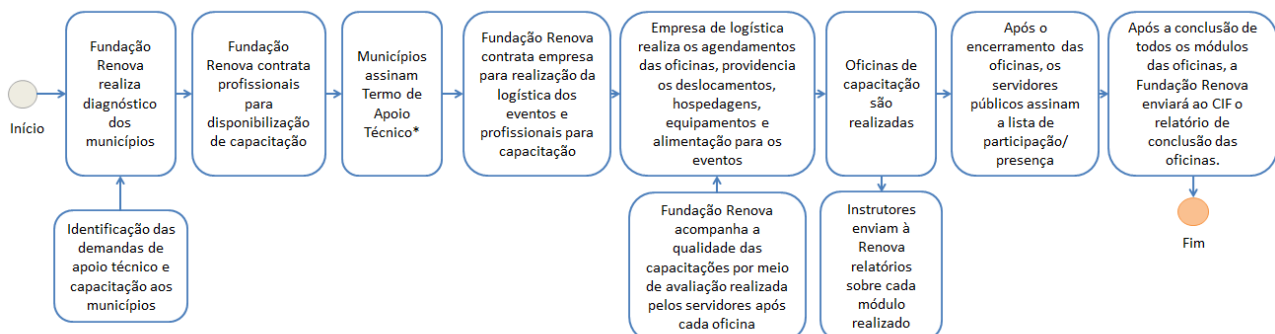 Início
Fundação
Renova
realiza
diagnóstico
dos
municípios
Fundação
Renova contrata
profissionais
para
disponibilização
de capacitação
Municípios
assinam
Termo de
Apoio
Técnico*
Fundação Renova
contrata empresa
para realização da
logística dos
eventos e
profissionais para
capacitação
Empresa de logística
realiza os agendamentos
das oficinas, providencia
os deslocamentos,
hospedagens,
equipamentos e
alimentação para os
eventos
Oficinas de
capacitação
são
realizadas
Após o
encerramento das
oficinas, os
servidores
públicos assinam
a lista de
participação/
presença
Após a conclusão de
todos os módulos
das oficinas, a
Fundação Renova
enviará ao CIF o
relatório de
conclusão das
oficinas.
Identificação das
demandas de
apoio técnico e
capacitação aos
municípios
Fundação Renova
acompanha a
qualidade das
capacitações por meio
de avaliação realizada
pelos servidores após
cada oficina
Instrutores
enviam à
Renova
relatórios
sobre cada
módulo
realizado
Fim